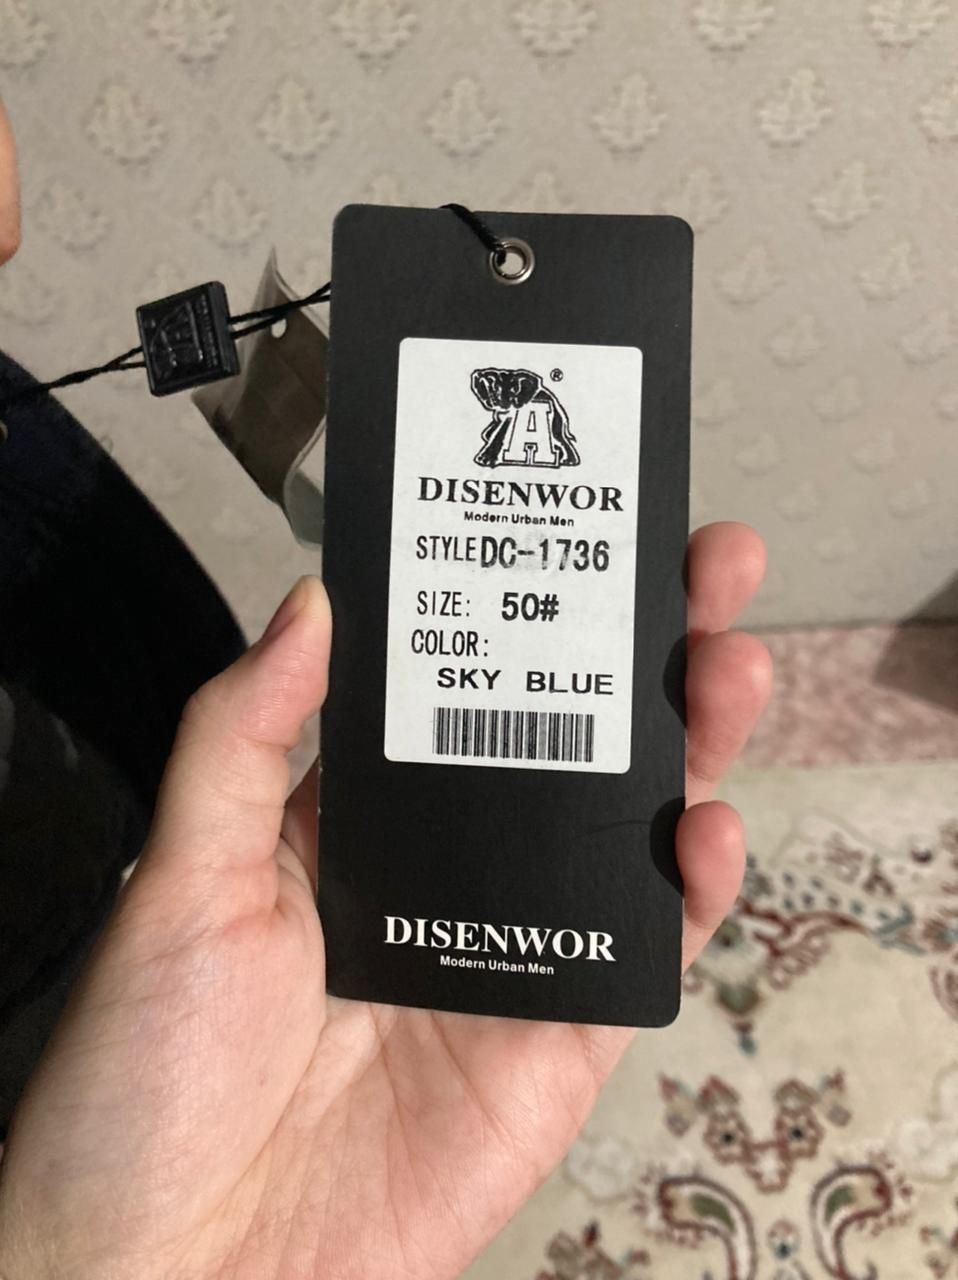 A ®
DISENWOR
Modern Urban Men
STYLE DC-1736
SIZE: 50#
COLOR:
SKY BLUE
DISENWOR
Modern Urban Men